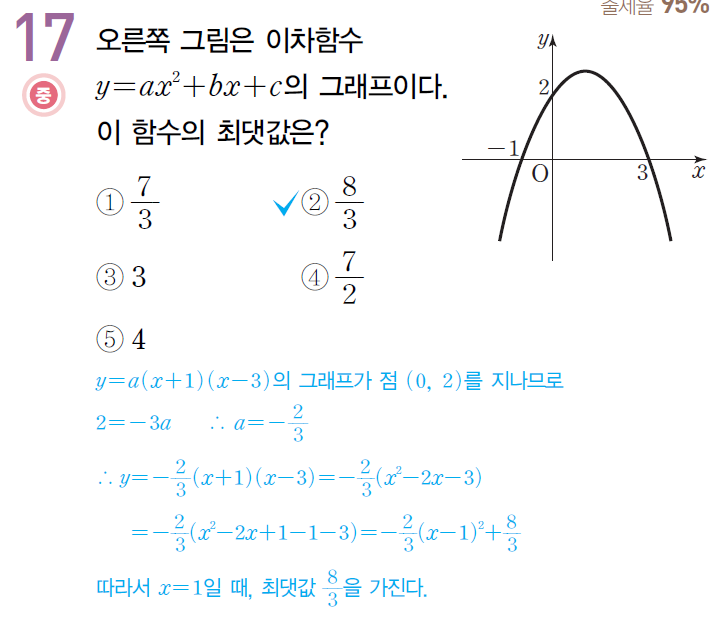 출제율 95%
17
중
오른쪽 그림은 이차함수
y=ax²+bx+c의 그래프이다.
이 함수의 최댓값은?
① 7/3 ② 8/3
③ 3 ④ 7/2
⑤ 4
y
2
-1
O
3
x
y=a(x+1)(x-3)의 그래프가 점 (0, 2)를 지나므로
2=-3a ∴ a=-2/3
∴ y=-2/3(x+1)(x-3)=-2/3(x²-2x-3)
=-2/3(x²-2x+1-1-3)=-2/3(x-1)²+8/3
따라서 x=1일 때, 최댓값 8/3을 가진다.